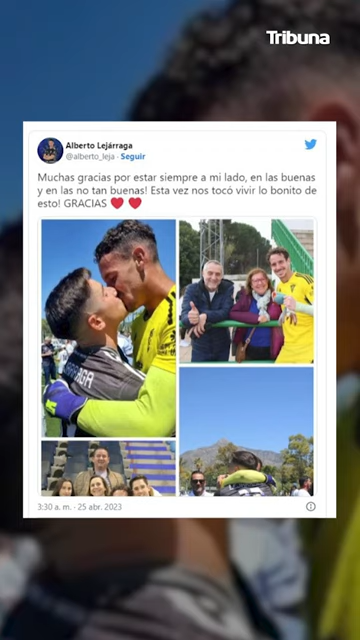 Tribuna
Alberto Lejárraga
@alberto_leja · Seguir
Muchas gracias por estar siempre a mi lado, en las buenas
y en las no tan buenas! Esta vez nos tocó vivir lo bonito de
esto! GRACIAS ♥️ ♥️
3:30 a. m. · 25 abr. 2023